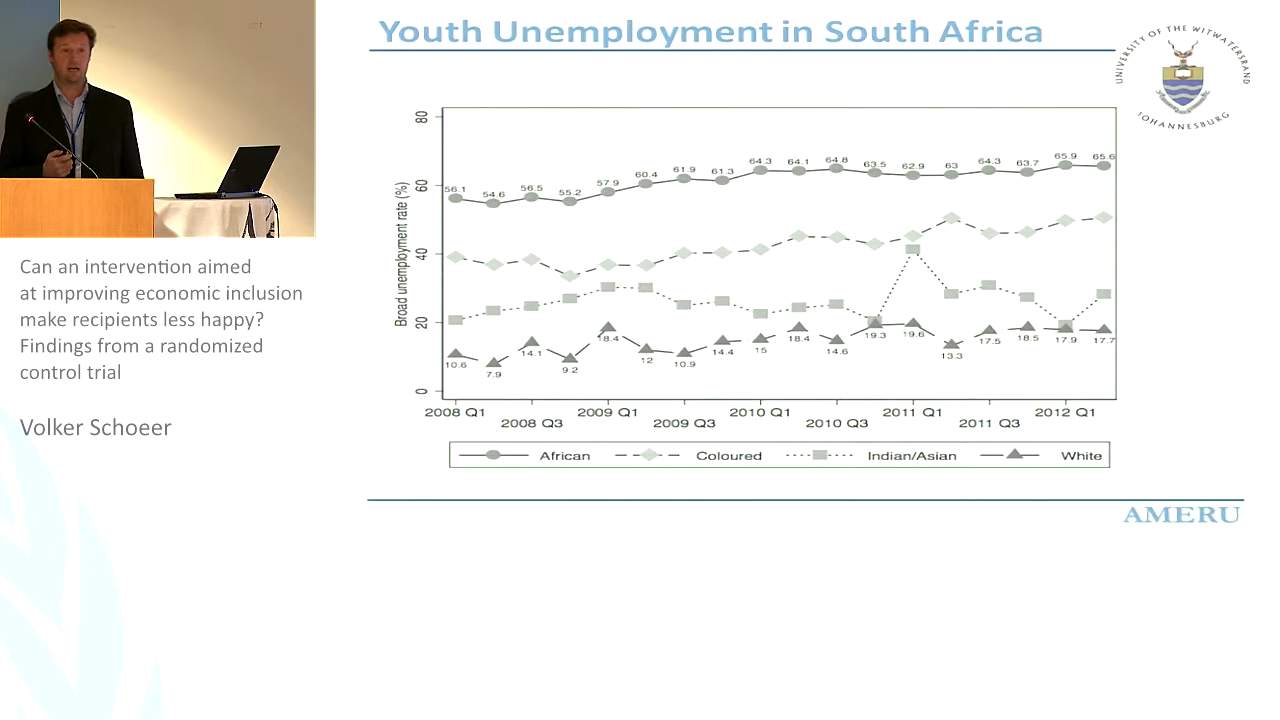 Youth Unemployment in South Africa
UNIVERSITY OF THE WITWATERSRAND
JOHANNESBURG
Can an intervention aimed
at improving economic inclusion
make recipients less happy?
Findings from a randomized
control trial
Volker Schoeer
Broad unemployment rate (%)
80
60
40
20
0
56.1 54.6 56.5 55.2 57.9 60.4 61.9 61.3 64.3 64.1 64.8 63.5 62.9 63 64.3 63.7 65.9 65.6
10.6 7.9 14.1 9.2 18.4 12 10.9 14.4 15 18.4 14.6 19.3 19.6 13.3 17.5 18.5 17.9 17.7
2008 Q1 2008 Q3 2009 Q1 2009 Q3 2010 Q1 2010 Q3 2011 Q1 2011 Q3 2012 Q1
African Coloured Indian/Asian White
AMERU